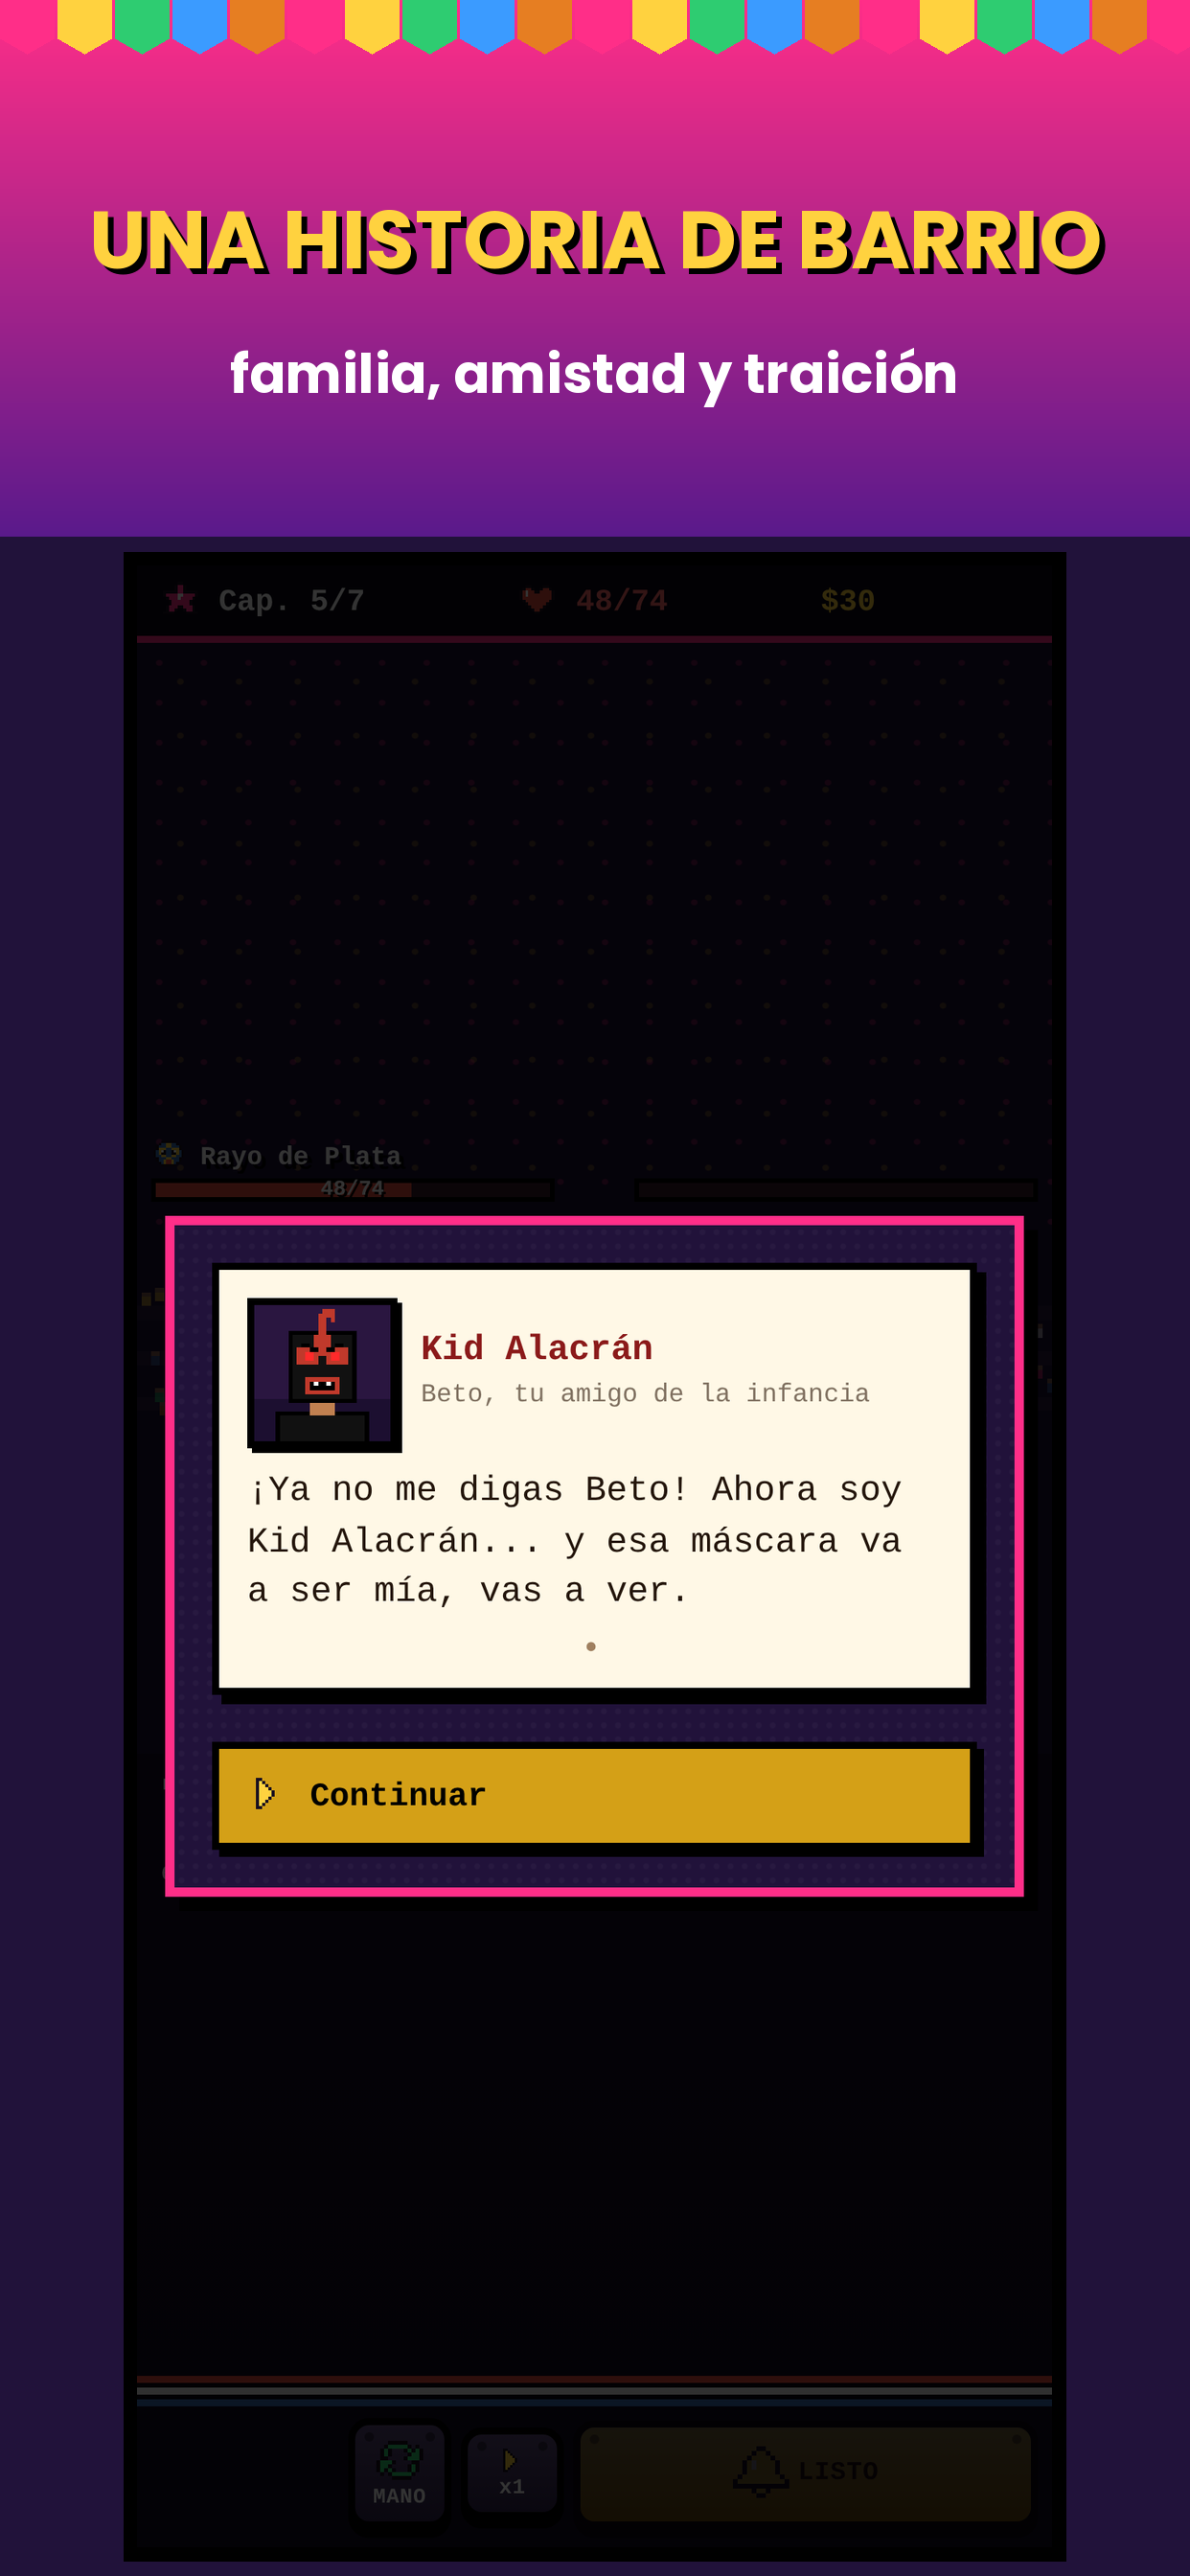 UNA HISTORIA DE BARRIO
familia, amistad y traición
Cap. 5/7
48/74
$30
Rayo de Plata
48/74
Kid Alacrán
Beto, tu amigo de la infancia
¡Ya no me digas Beto! Ahora soy
Kid Alacrán... y esa máscara va
a ser mía, vas a ver.
Continuar
MANO
x1
LISTO